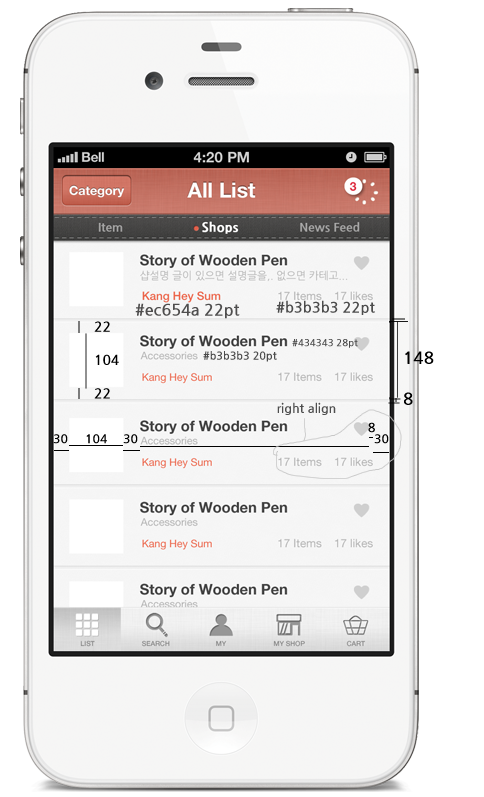 Bell 4:20 PM
Category All List 3
Item Shops News Feed
Story of Wooden Pen
샵설명 글이 있으면 설명글을,. 없으면 카테고...
Kang Hey Sum 17 Items 17 likes
#ec654a 22pt #b3b3b3 22pt
22
Story of Wooden Pen #434343 28pt
104 Accessories #b3b3b3 20pt 148
Kang Hey Sum 17 Items 17 likes
22 8
right align
Story of Wooden Pen 8
30 104 30 Accessories 30
Kang Hey Sum 17 Items 17 likes
Story of Wooden Pen
Accessories
Kang Hey Sum 17 Items 17 likes
Story of Wooden Pen
Accessories
LIST SEARCH MY MY SHOP CART